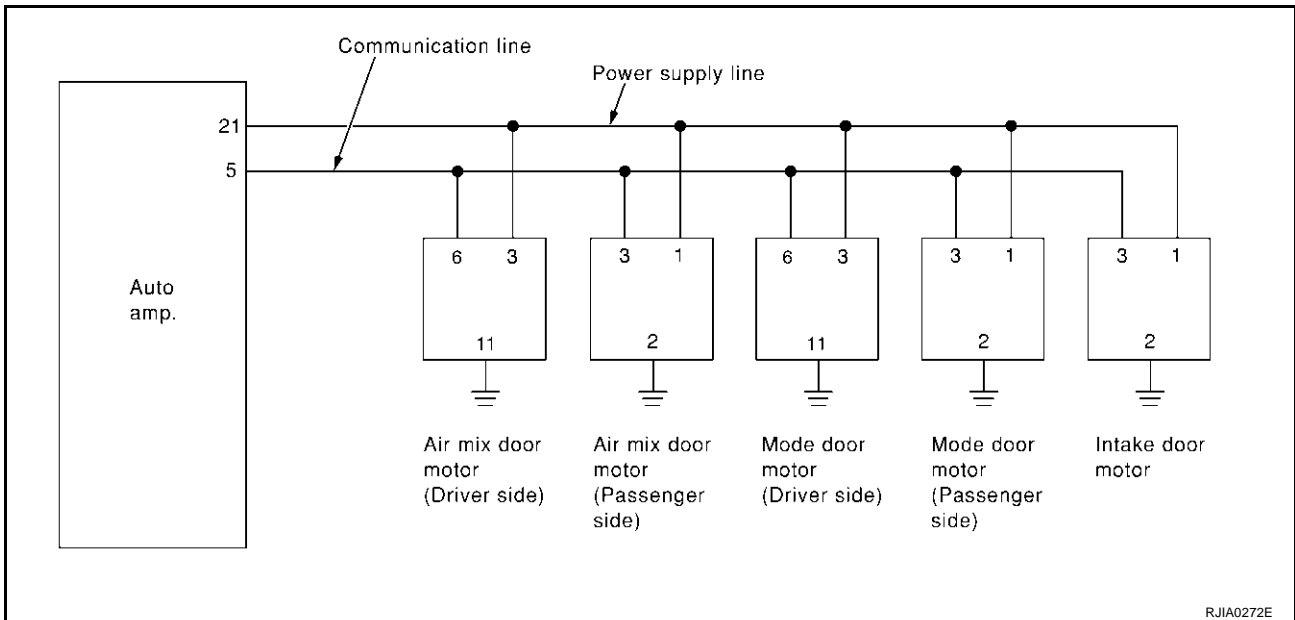 Communication line
Power supply line
21
5
6 3
3 1
6 3
3 1
3 1
Auto
amp.
11
2
11
2
2
Air mix door
motor
(Driver side)
Air mix door
motor
(Passenger
side)
Mode door
motor
(Driver side)
Mode door
motor
(Passenger
side)
Intake door
motor
RJIA0272E